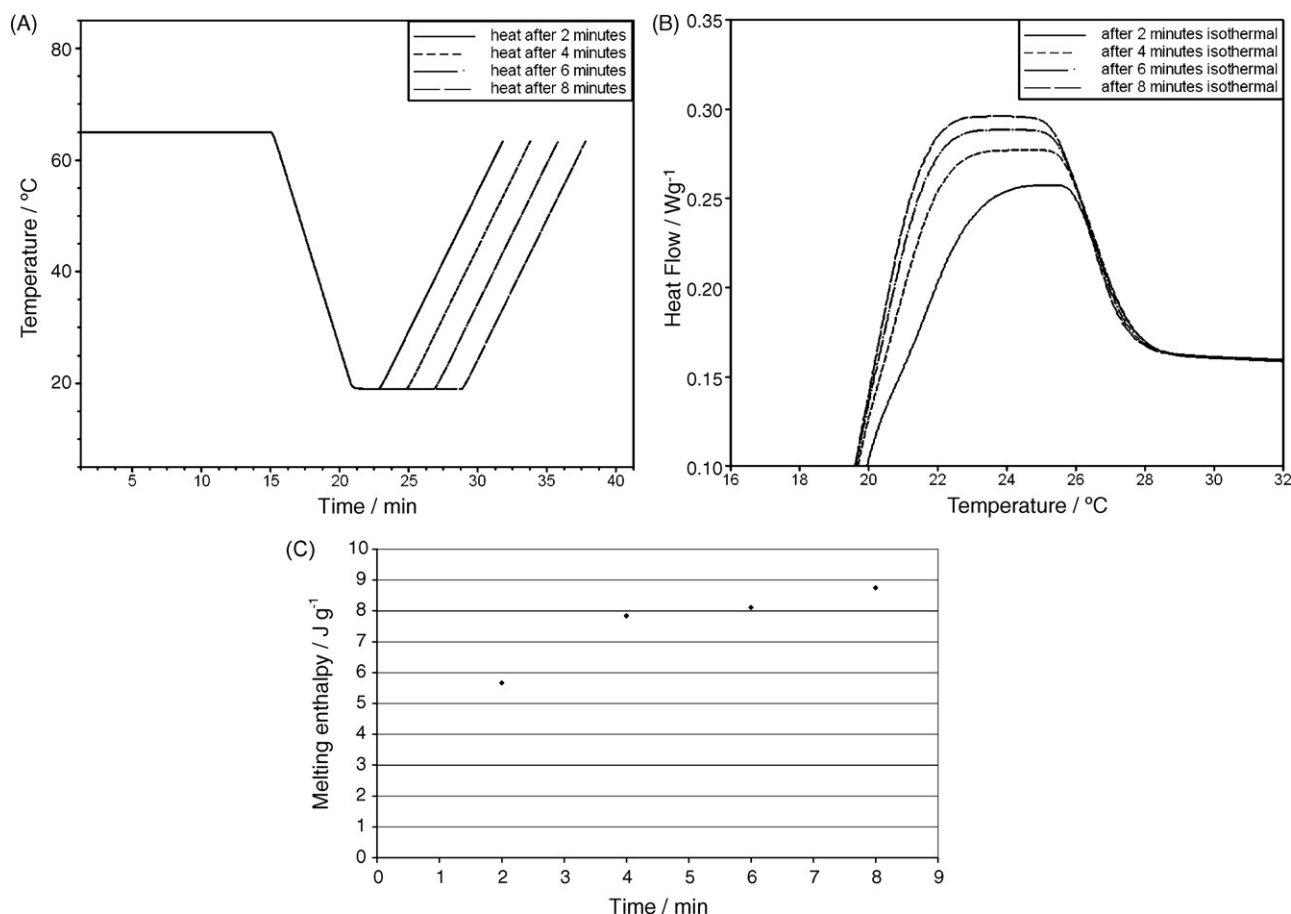 (A)
heat after 2 minutes
heat after 4 minutes
heat after 6 minutes
heat after 8 minutes
80
60
40
20
Temperature / ºC
5 10 15 20 25 30 35 40
Time / min
(B)
after 2 minutes isothermal
after 4 minutes isothermal
after 6 minutes isothermal
after 8 minutes isothermal
0.35
0.30
0.25
0.20
0.15
0.10
Heat Flow / Wg⁻¹
16 18 20 22 24 26 28 30 32
Temperature / ºC
(C)
10
9
8
7
6
5
4
3
2
1
0
Melting enthalpy / J g⁻¹
0 1 2 3 4 5 6 7 8 9
Time / min